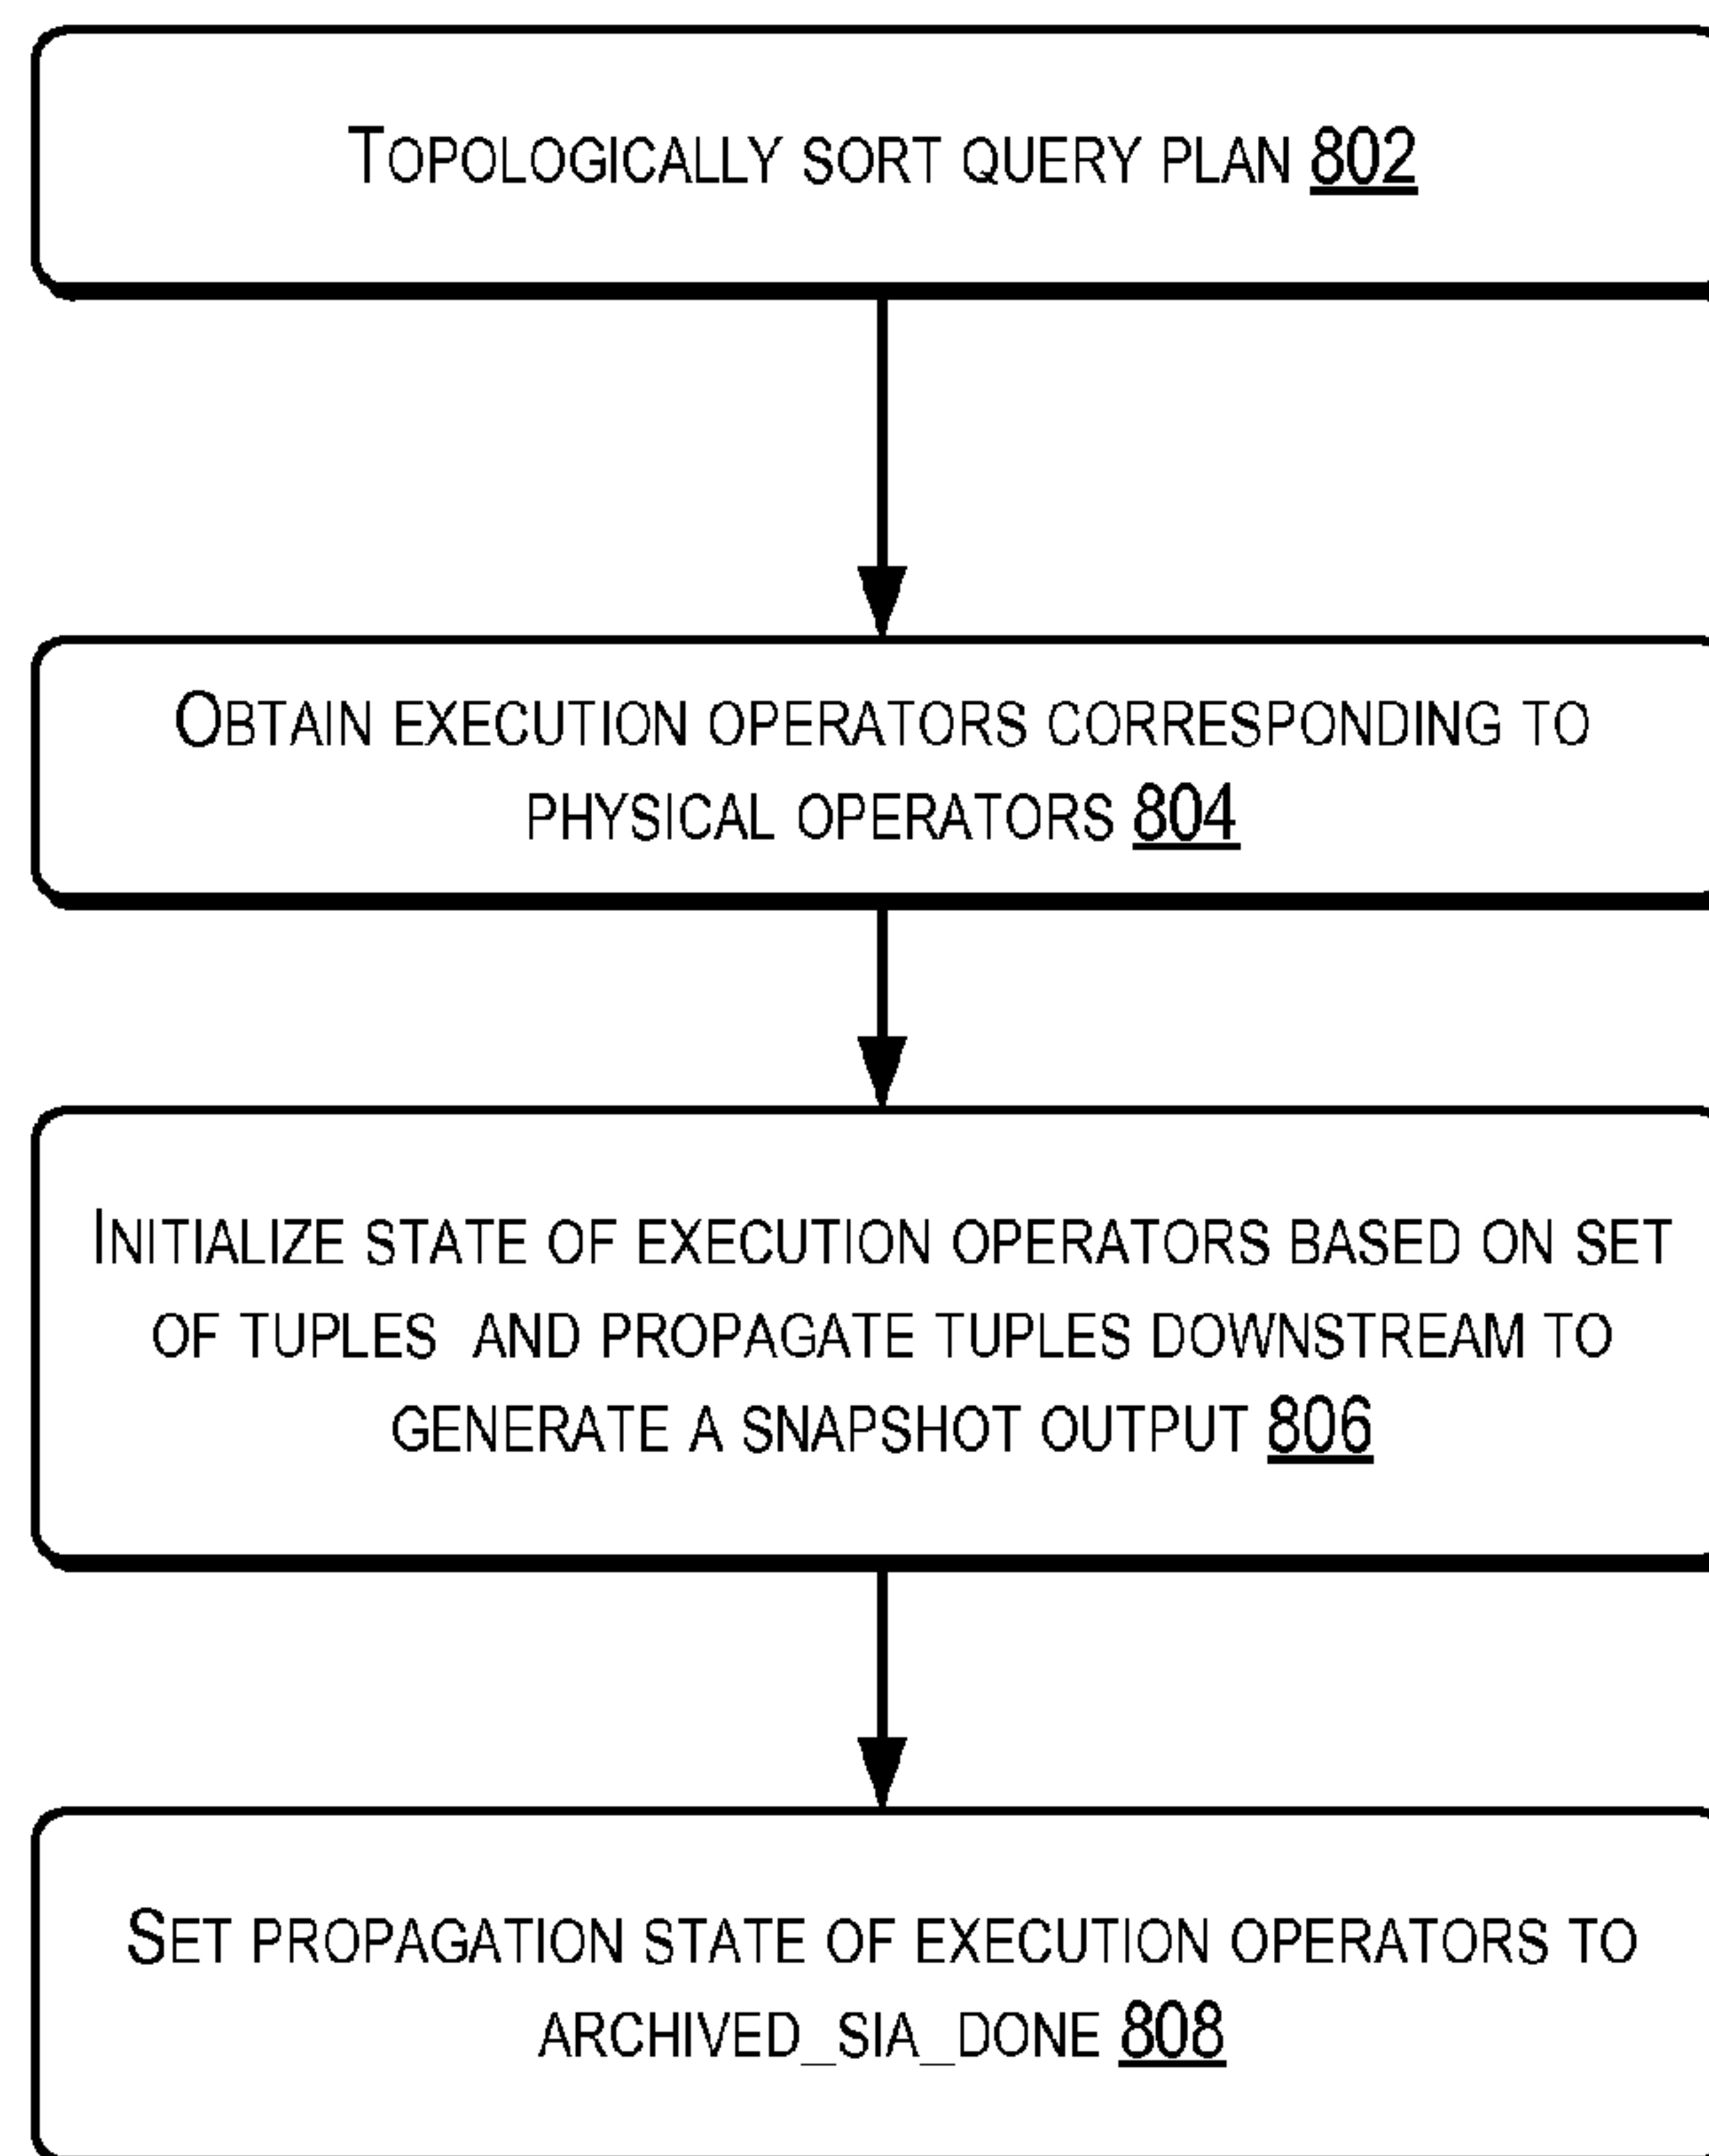 TOPOLOGICALLY SORT QUERY PLAN 802
OBTAIN EXECUTION OPERATORS CORRESPONDING TO
PHYSICAL OPERATORS 804
INITIALIZE STATE OF EXECUTION OPERATORS BASED ON SET
OF TUPLES AND PROPAGATE TUPLES DOWNSTREAM TO
GENERATE A SNAPSHOT OUTPUT 806
SET PROPAGATION STATE OF EXECUTION OPERATORS TO
ARCHIVED_SIA_DONE 808